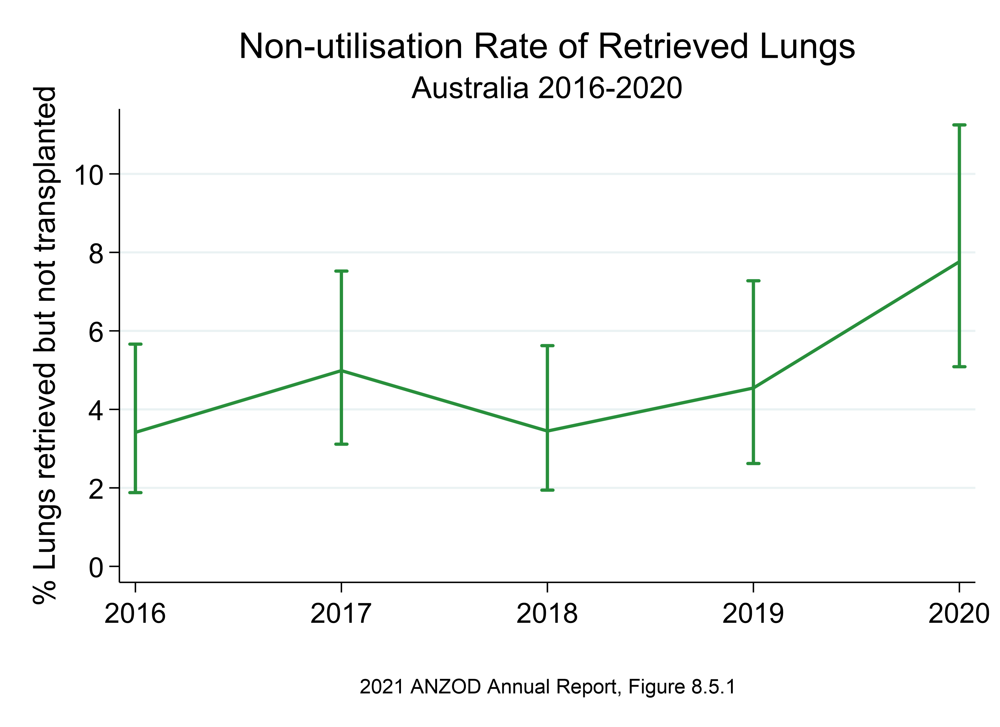 Non-utilisation Rate of Retrieved Lungs
Australia 2016-2020
% Lungs retrieved but not transplanted
10
8
6
4
2
0
2016 2017 2018 2019 2020
2021 ANZOD Annual Report, Figure 8.5.1